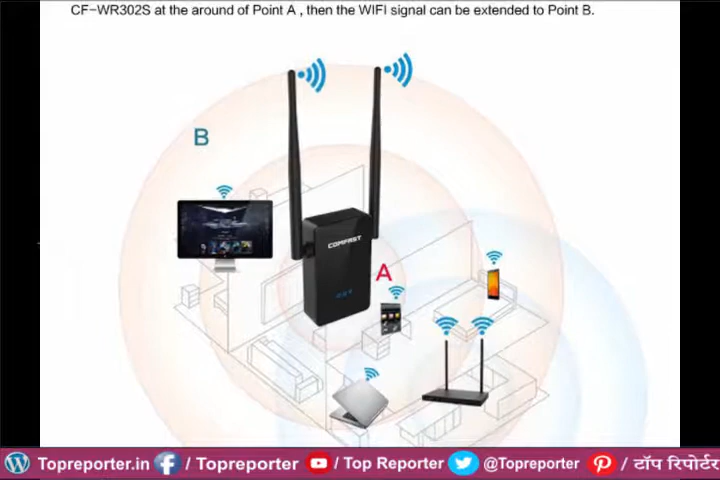 CF-WR302S at the around of Point A , then the WIFI signal can be extended to Point B.
B
COMFAST
A
Topreporter.in / Topreporter / Top Reporter @Topreporter / टॉप रिपोर्टर